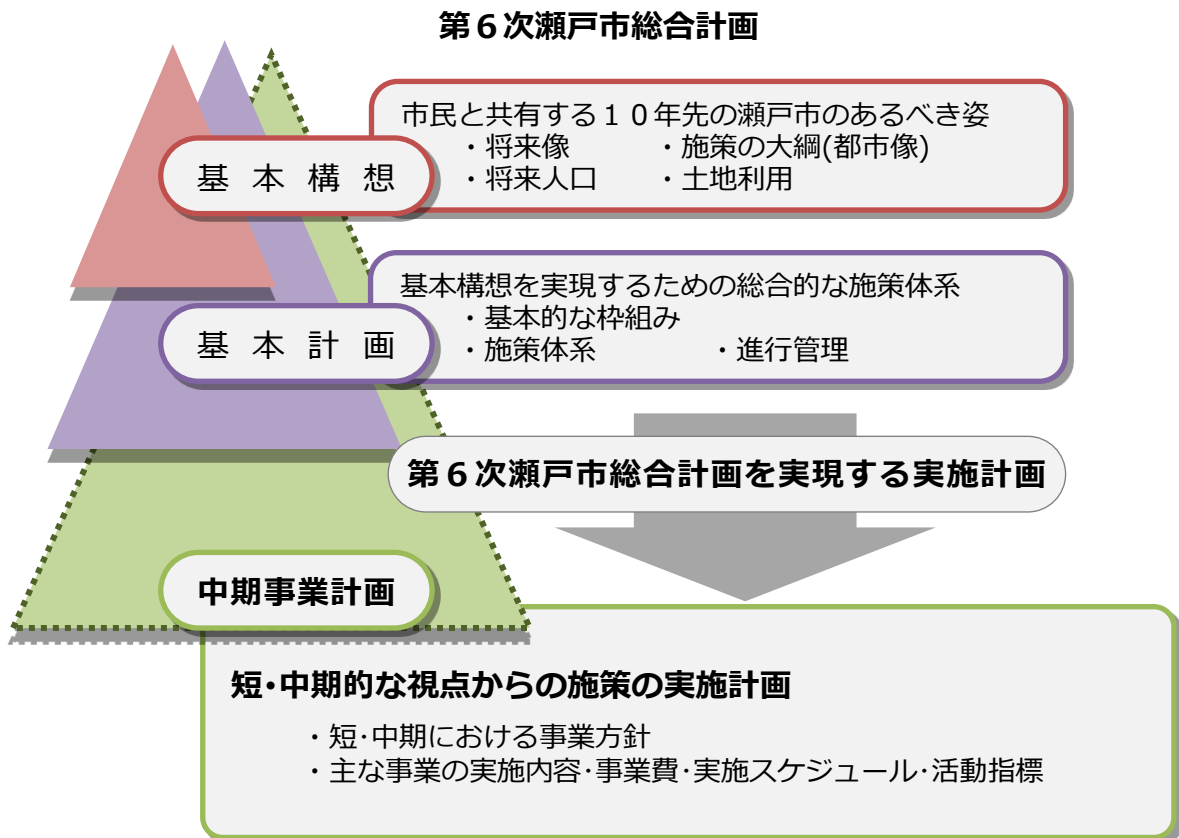 第６次瀬戸市総合計画
市民と共有する１０年先の瀬戸市のあるべき姿
・将来像　・施策の大綱(都市像)
基本構想
・将来人口　・土地利用
基本構想を実現するための総合的な施策体系
・基本的な枠組み
基本計画
・施策体系　・進行管理
第６次瀬戸市総合計画を実現する実施計画
中期事業計画
短･中期的な視点からの施策の実施計画
・短･中期における事業方針
・主な事業の実施内容･事業費･実施スケジュール･活動指標